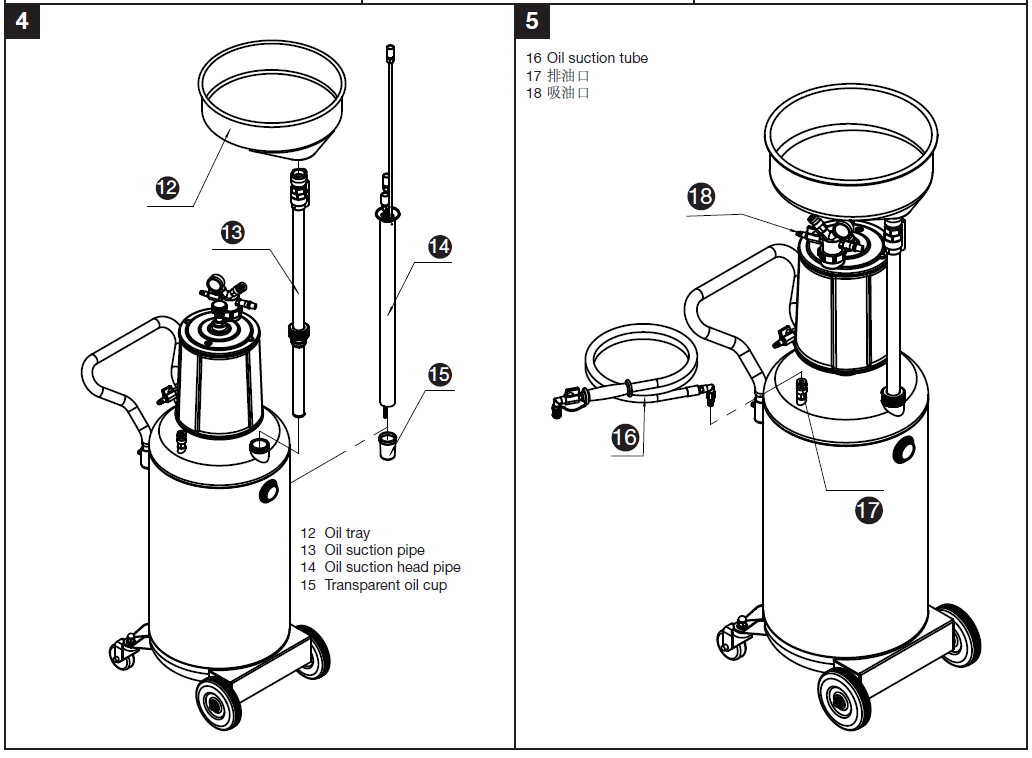 4
12
13
14
15
12 Oil tray
13 Oil suction pipe
14 Oil suction head pipe
15 Transparent oil cup
5
16 Oil suction tube
17 排油口
18 吸油口
18
16
17